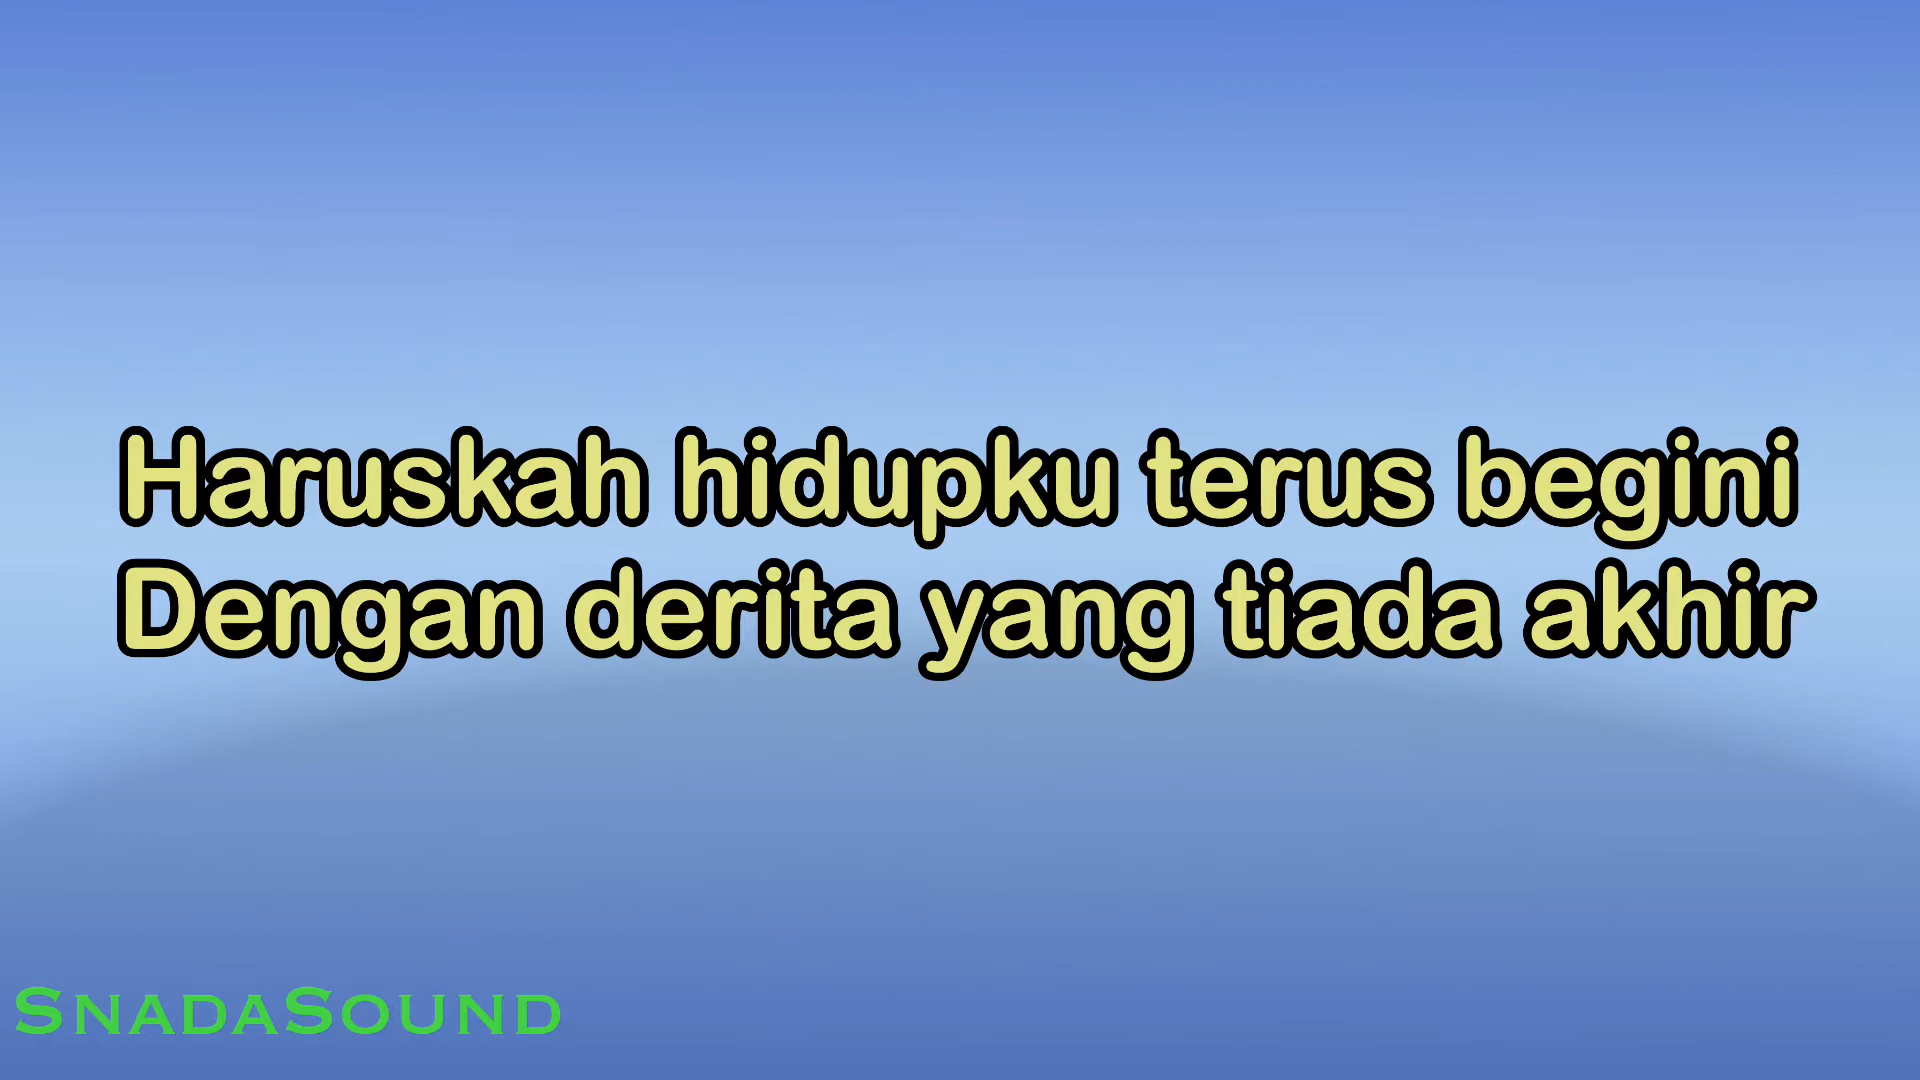 Haruskah hidupku terus begini
Dengan derita yang tiada akhir
SnadaSound